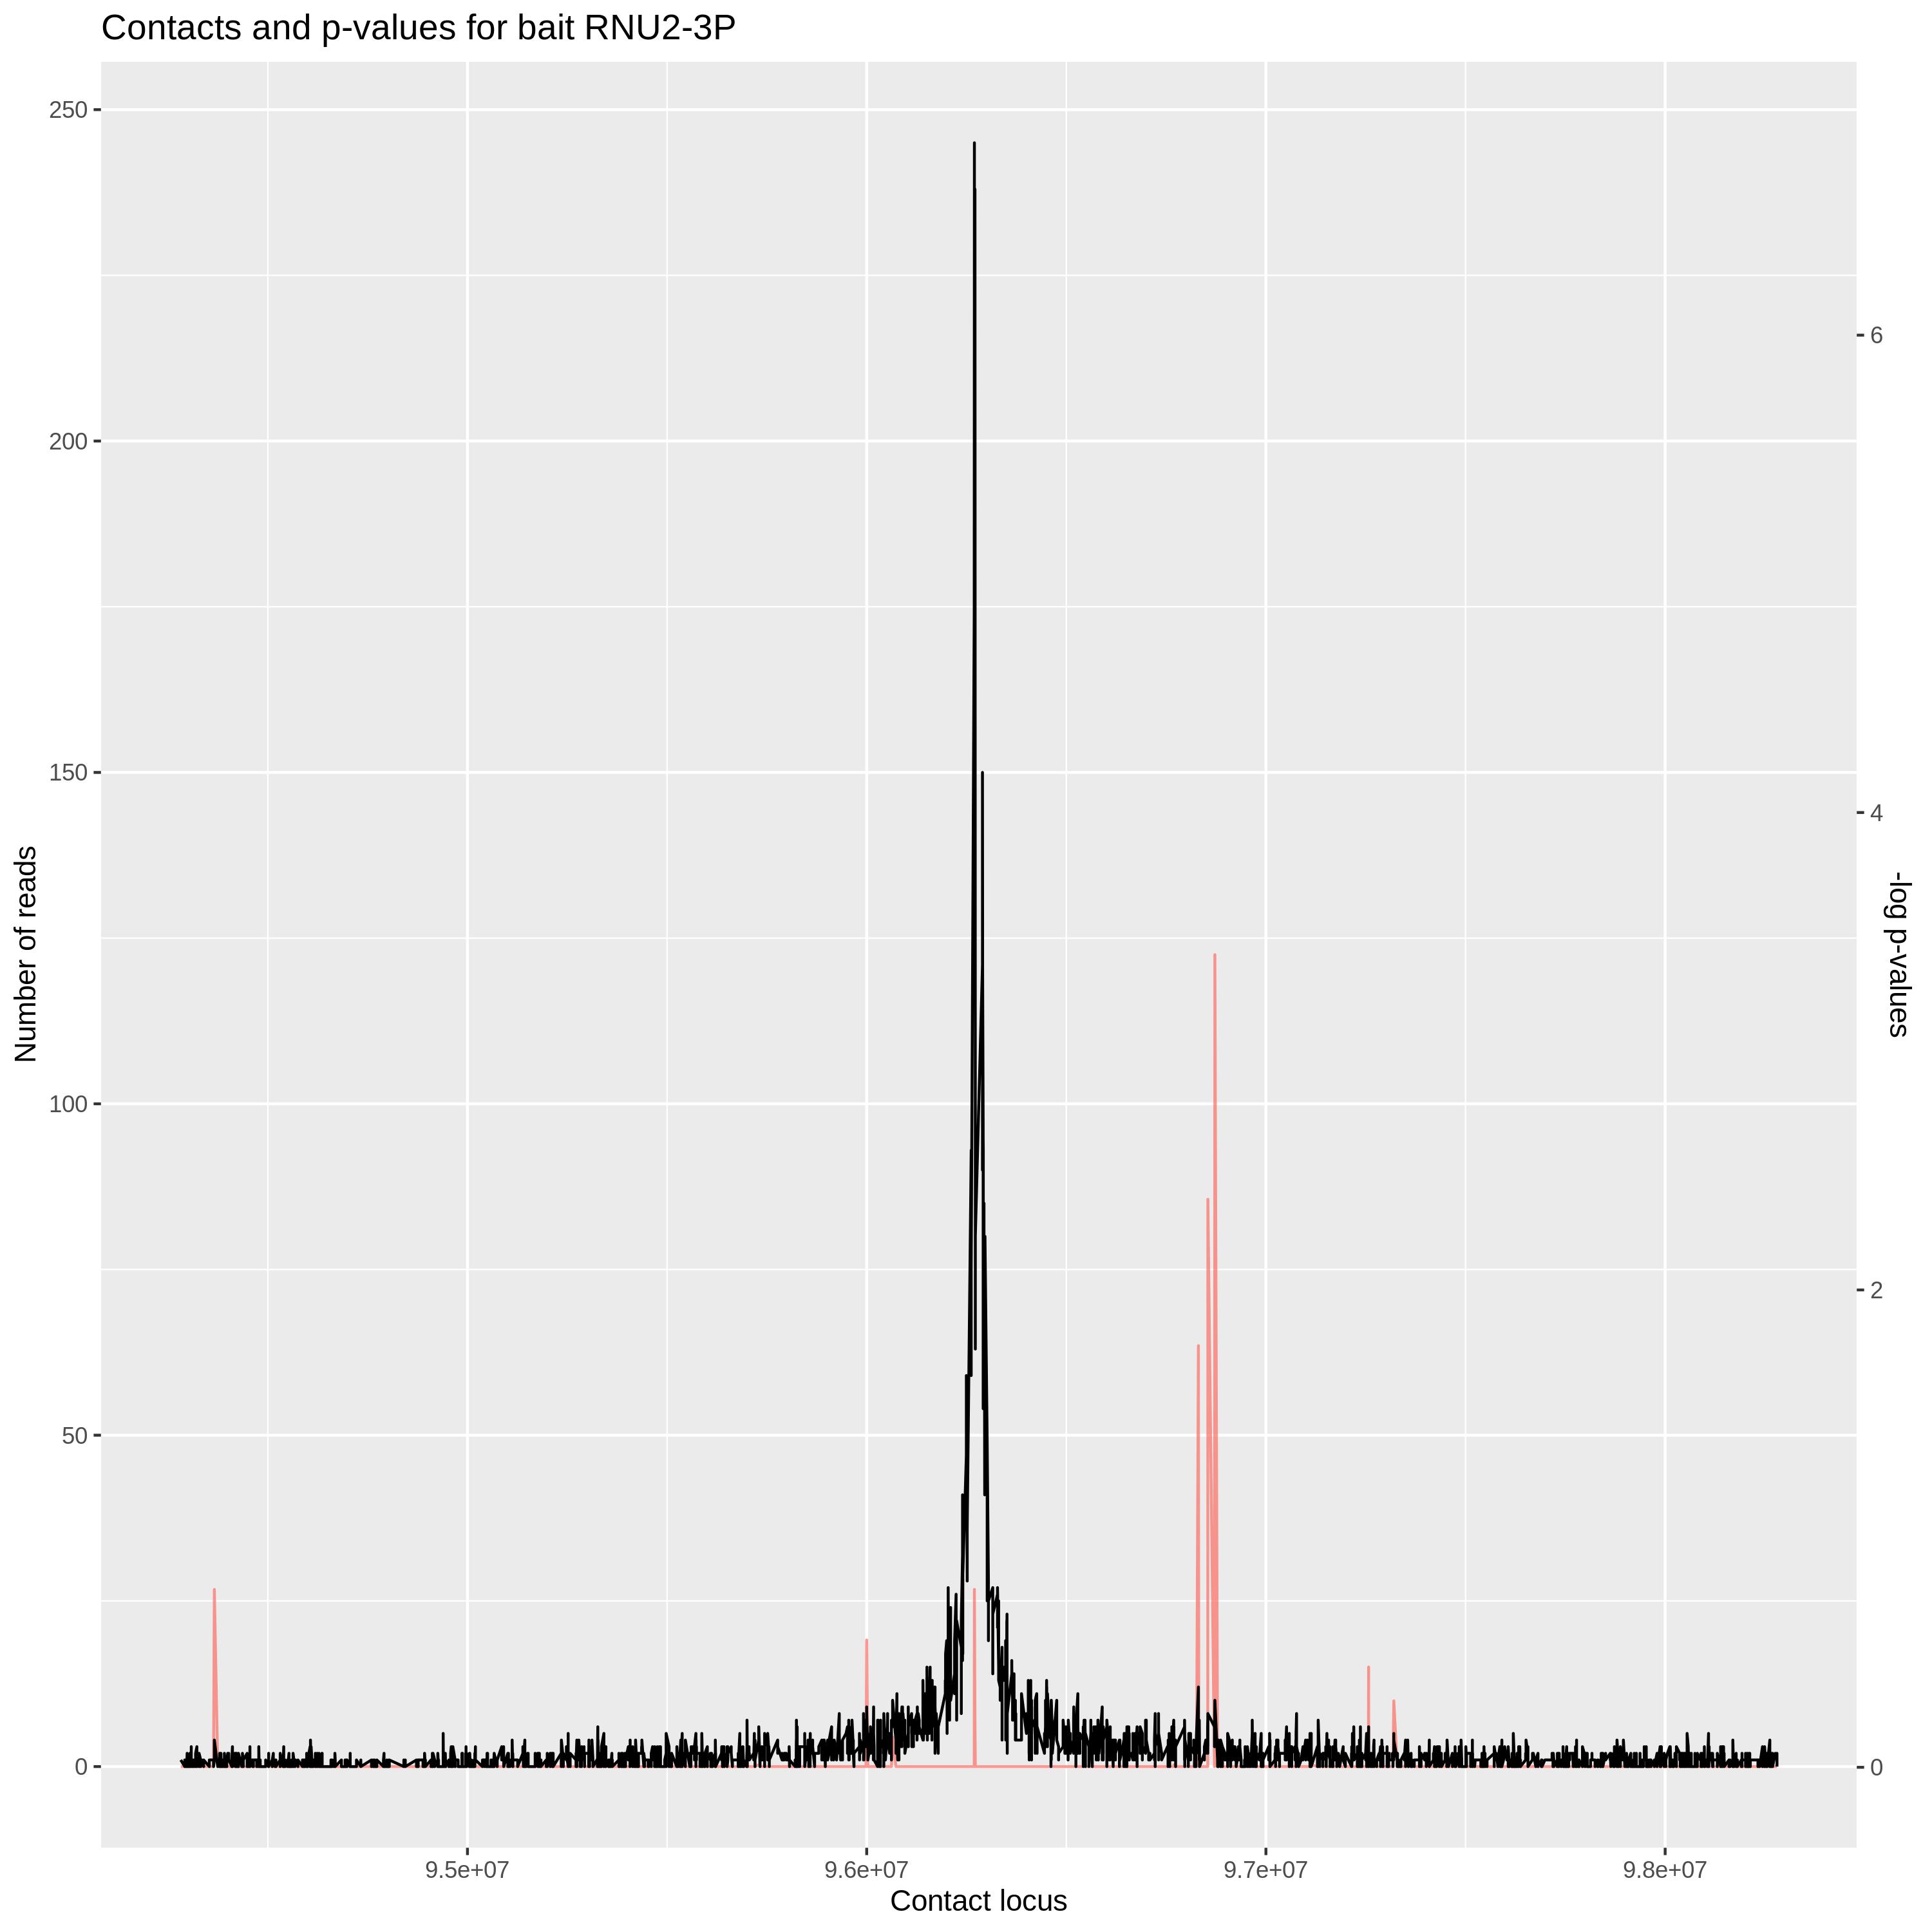 Contacts and p-values for bait RNU2-3P
250
200
150
100
50
0
6
4
2
0
Number of reads
-log p-values
9.5e+07
9.6e+07
9.7e+07
9.8e+07
Contact locus